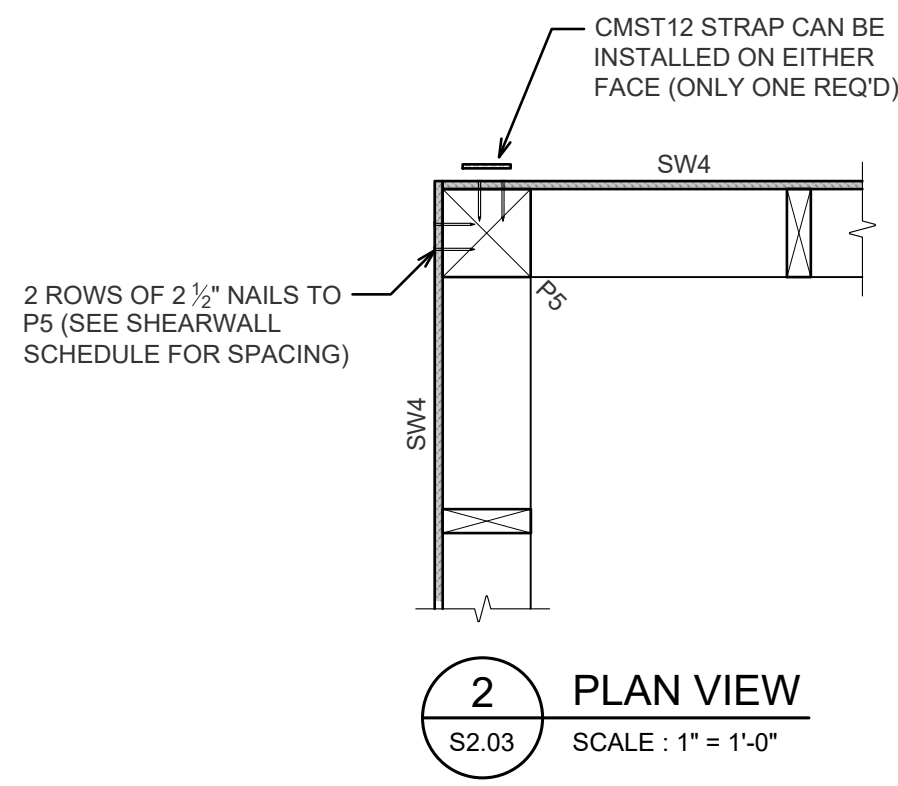 CMST12 STRAP CAN BE
INSTALLED ON EITHER
FACE (ONLY ONE REQ'D)
SW4
2 ROWS OF 2 ½" NAILS TO
P5 (SEE SHEARWALL
SCHEDULE FOR SPACING)
P5
SW4
2
S2.03
PLAN VIEW
SCALE : 1" = 1'-0"